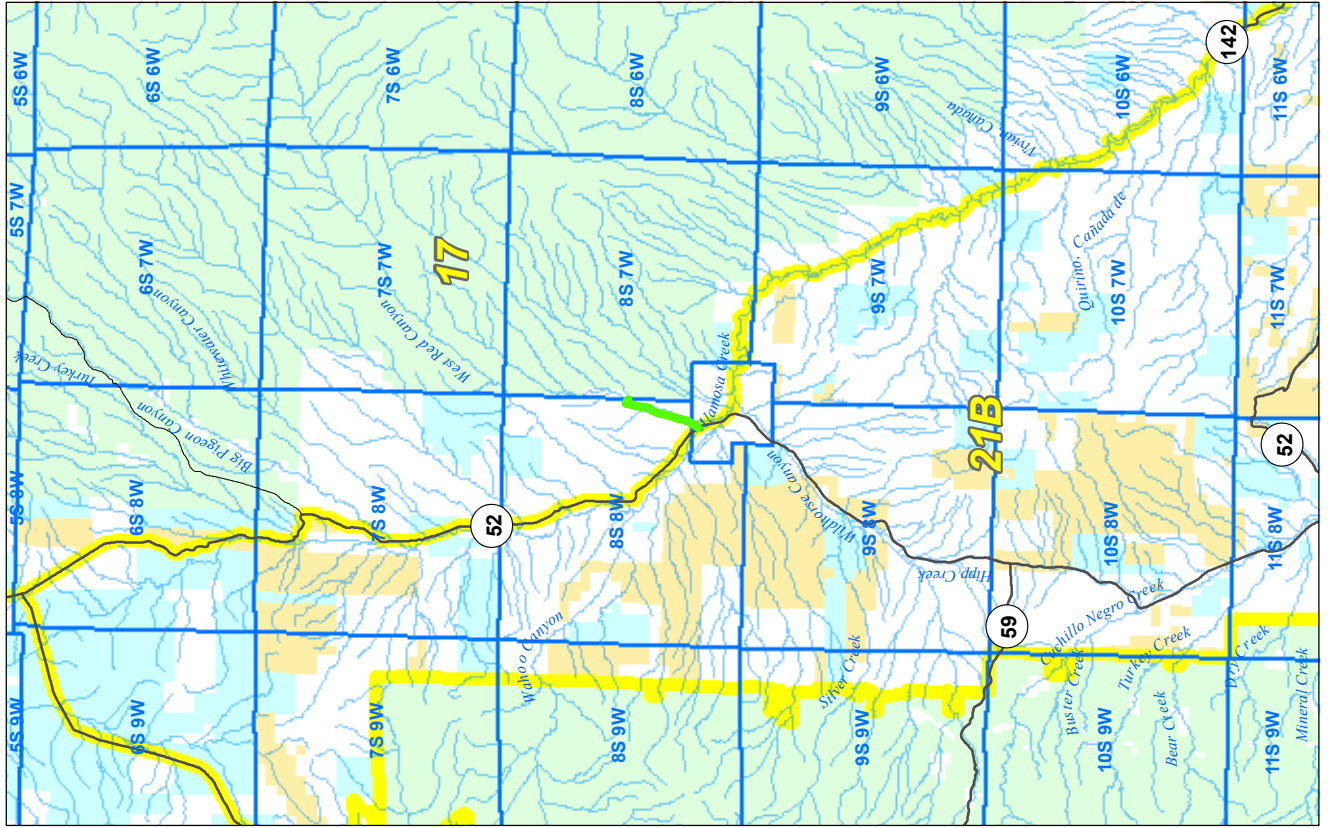 5S 9W
5S 8W
5S 7W
5S 6W
Turkey Creek
6S 9W
6S 8W
6S 7W
6S 6W
Big Pigeon Canyon
Whitewater Canyon
7S 9W
7S 8W
7S 7W
7S 6W
West Red Canyon
17
52
Wahoo Canyon
8S 9W
8S 8W
8S 7W
8S 6W
Alamosa Creek
Wildhorse Canyon
Silver Creek
9S 9W
9S 8W
9S 7W
9S 6W
Hipp Creek
Vivian, Cañada
21B
59
Cuchillo Negro Creek
Buster Creek
Turkey Creek
Bear Creek
Quirino, Cañada de
10S 9W
10S 8W
10S 7W
10S 6W
142
Dry Creek
Mineral Creek
11S 9W
11S 8W
11S 7W
11S 6W
52